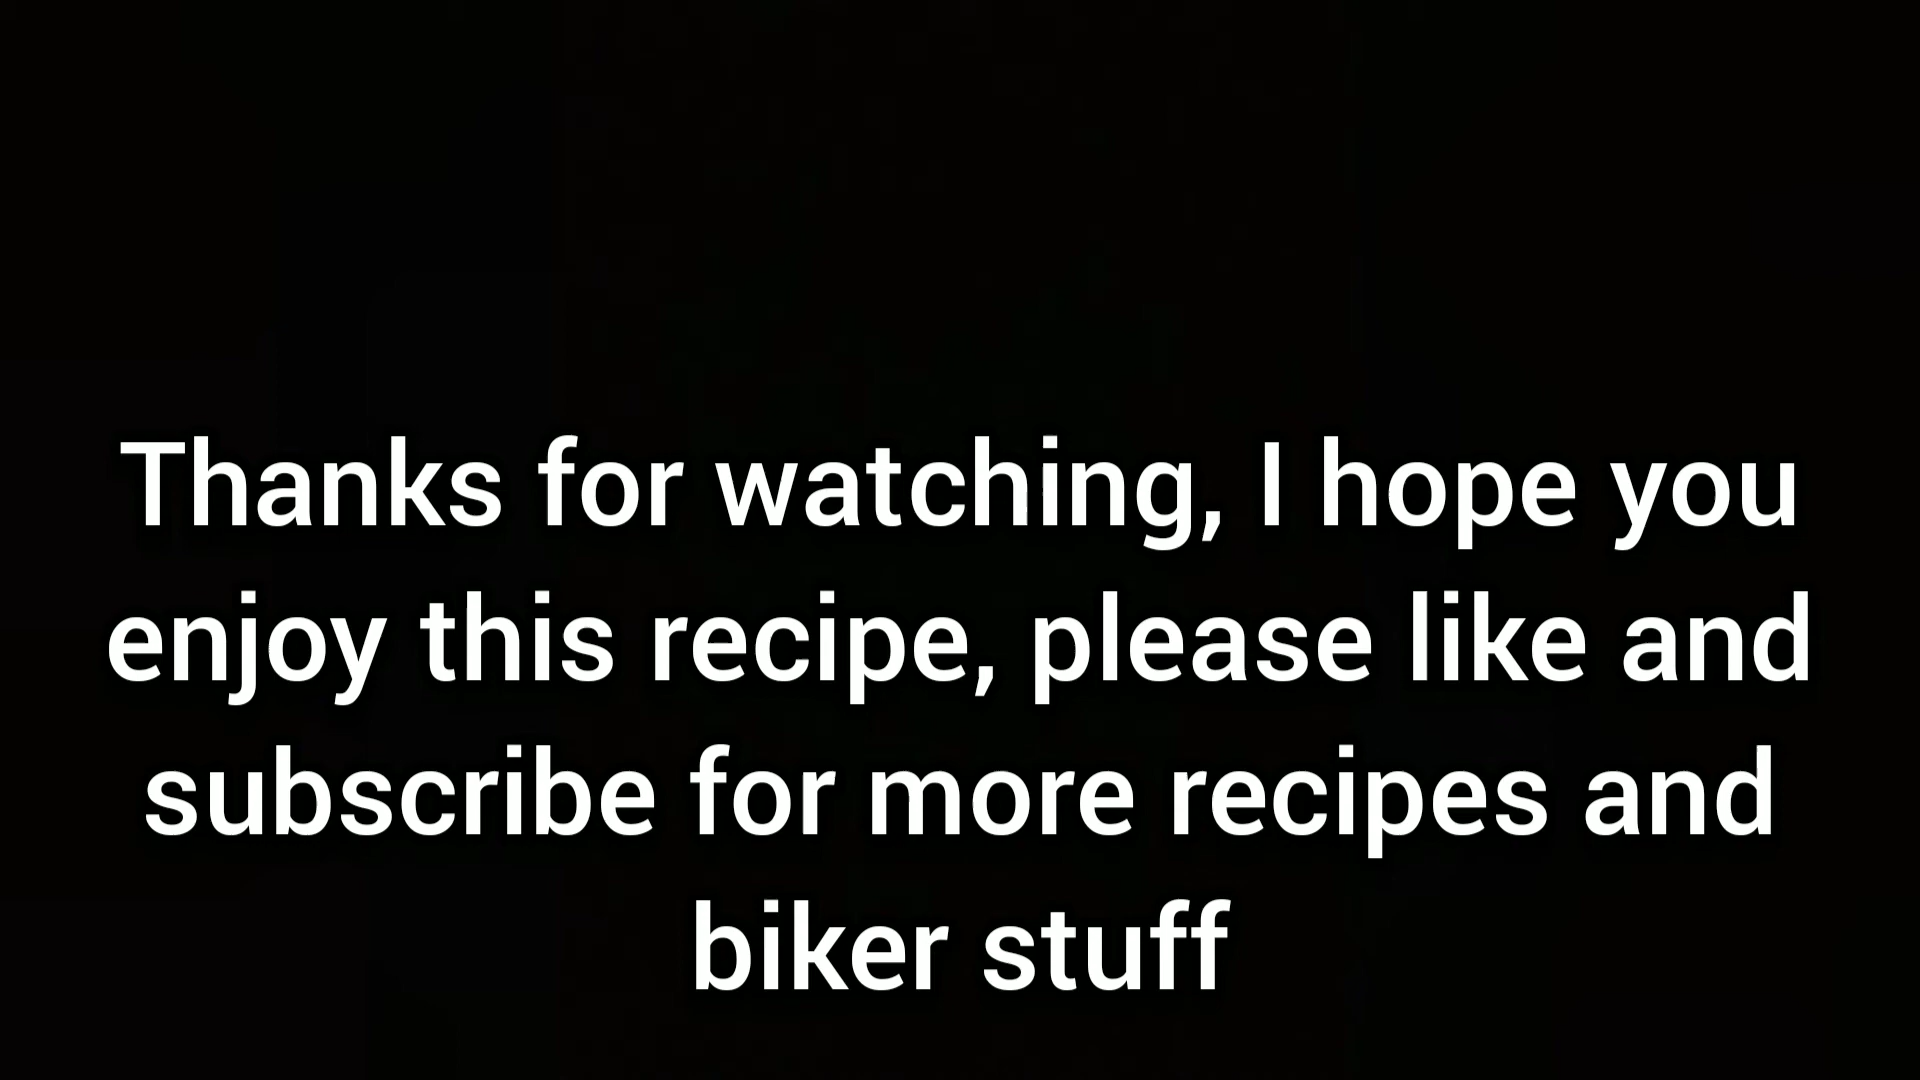 Thanks for watching, I hope you
enjoy this recipe, please like and
subscribe for more recipes and
biker stuff